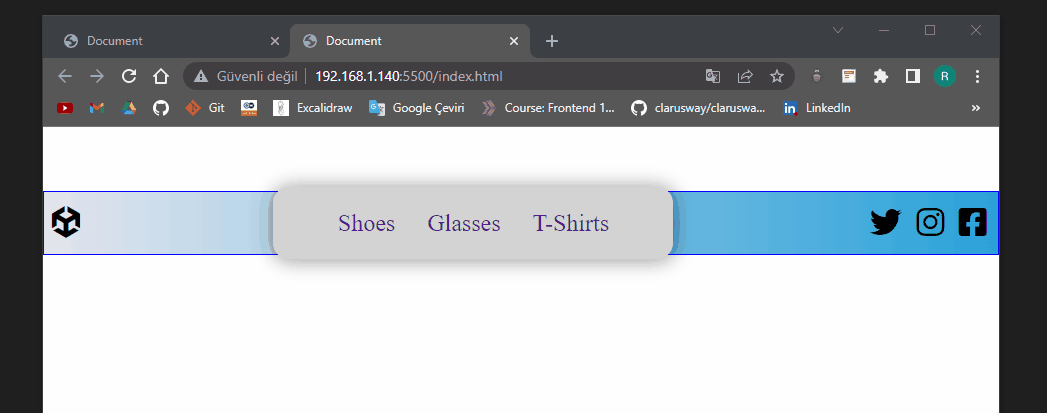 Document Document
Güvenli değil 192.168.1.140:5500/index.html R
Git Excalidraw Google Çeviri Course: Frontend 1... clarusway/claruswa... LinkedIn
Shoes Glasses T-Shirts